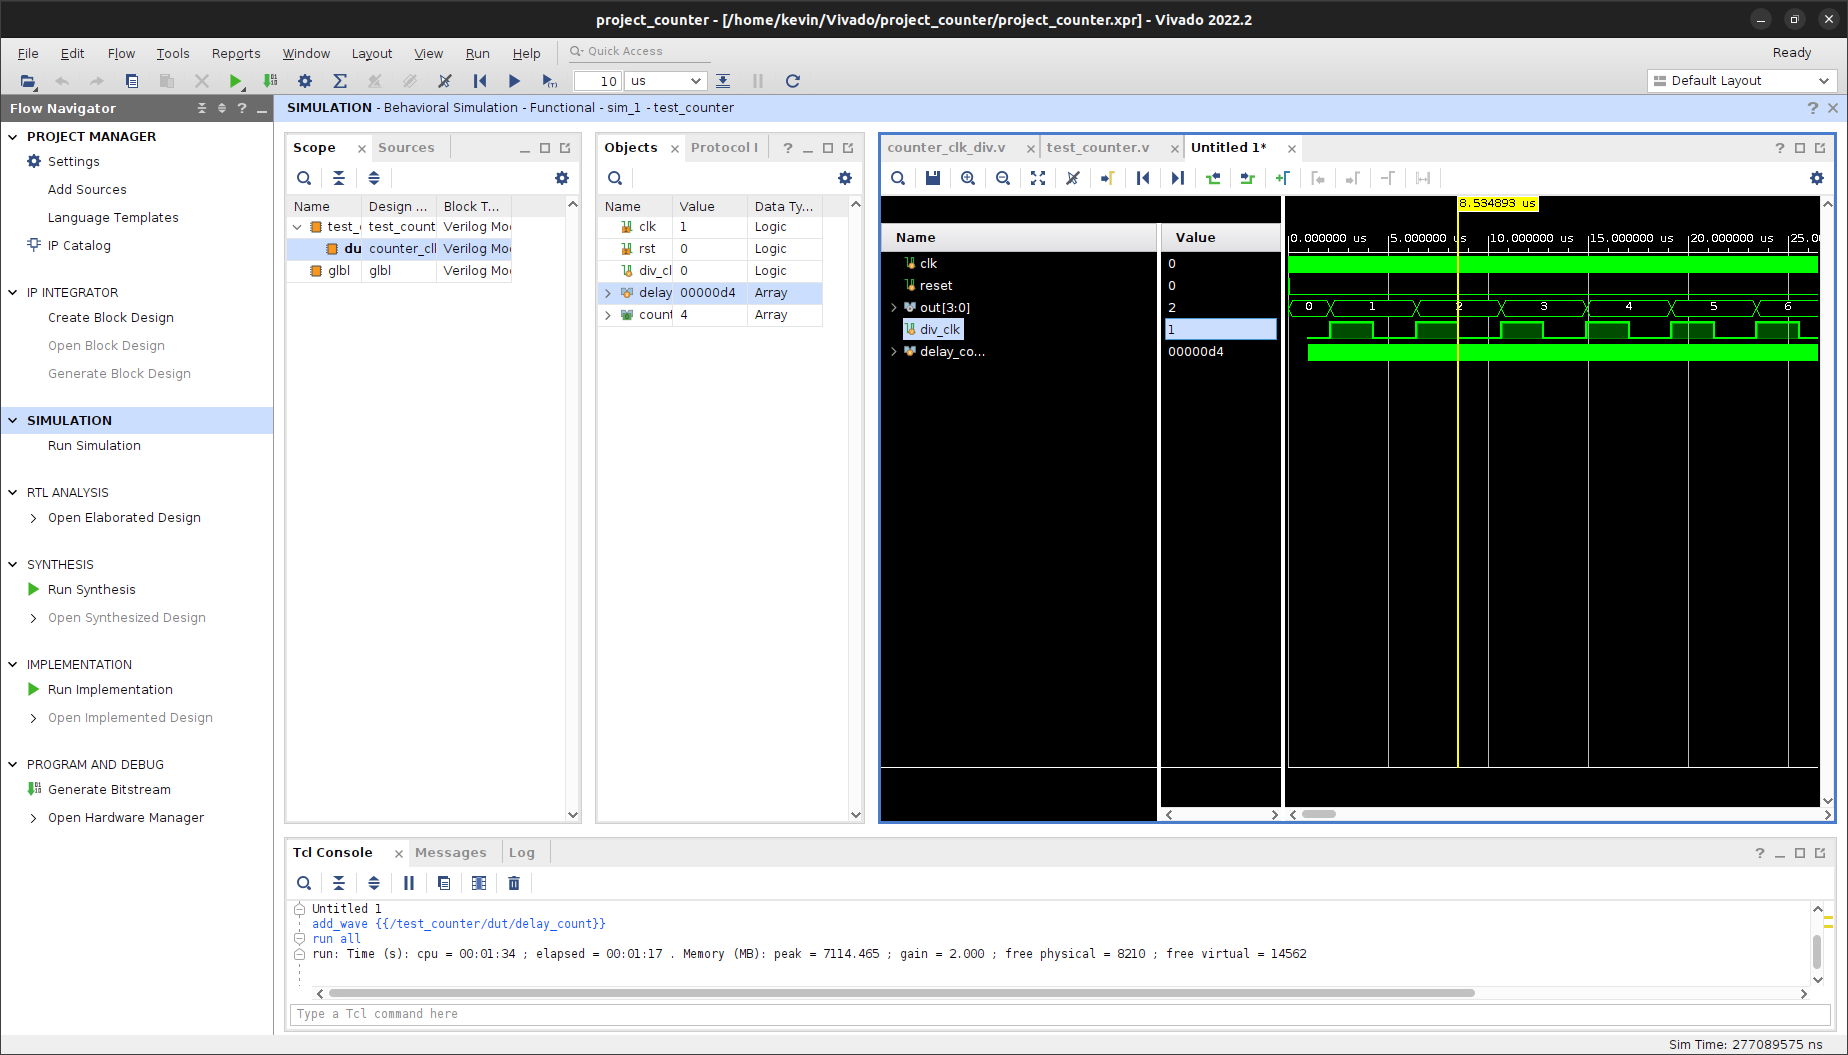 project_counter - [/home/kevin/Vivado/project_counter/project_counter.xpr] - Vivado 2022.2
File Edit Flow Tools Reports Window Layout View Run Help Quick Access
Ready
10 us
Default Layout
Flow Navigator
SIMULATION - Behavioral Simulation - Functional - sim_1 - test_counter
PROJECT MANAGER
Settings
Add Sources
Language Templates
IP Catalog
IP INTEGRATOR
Create Block Design
Open Block Design
Generate Block Design
SIMULATION
Run Simulation
RTL ANALYSIS
Open Elaborated Design
SYNTHESIS
Run Synthesis
Open Synthesized Design
IMPLEMENTATION
Run Implementation
Open Implemented Design
PROGRAM AND DEBUG
Generate Bitstream
Open Hardware Manager
Scope Sources
Name Design ... Block T...
test_ test_count Verilog Mo
du counter_cl Verilog Mo
glbl glbl Verilog Mo
Objects Protocol I
Name Value Data Ty...
clk 1 Logic
rst 0 Logic
div_cl 0 Logic
delay 00000d4 Array
count 4 Array
counter_clk_div.v test_counter.v Untitled 1*
8.534893 us
Name Value
0.000000 us 5.000000 us 10.000000 us 15.000000 us 20.000000 us 25.0
clk 0
reset 0
out[3:0] 2 0 1 2 3 4 5 6
div_clk 1
delay_co... 00000d4
Tcl Console Messages Log
Untitled 1
add_wave {{/test_counter/dut/delay_count}}
run all
run: Time (s): cpu = 00:01:34 ; elapsed = 00:01:17 . Memory (MB): peak = 7114.465 ; gain = 2.000 ; free physical = 8210 ; free virtual = 14562
Type a Tcl command here
Sim Time: 277089575 ns